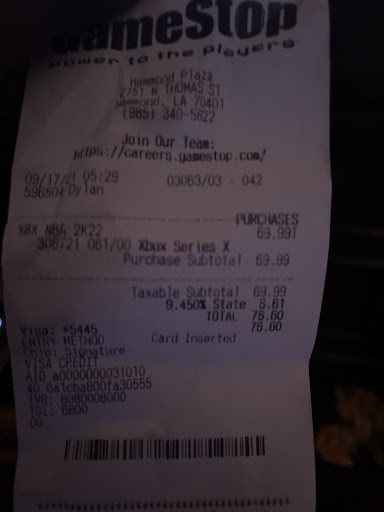 GameStop
power to the players
Hammond Plaza
2751 W THOMAS ST
Hammond, LA 70401
(985) 340-5822
Join Our Team:
https://careers.gamestop.com/
09/17/21 05:29 03063/03 - 042
596504 Dylan
PURCHASES
XBX NBA 2K22 69.99T
306721 061/00 Xbox Series X
Purchase Subtotal 69.99
Taxable Subtotal 69.99
9.450% State 6.61
TOTAL 76.60
Visa: *5445 76.60
ENTRY METHOD Card Inserted
Chip: Signature
VISA CREDIT
AID a0000000031010
40 6a1cba800fa30555
TVR: 8080008000
TSI: 6800
00